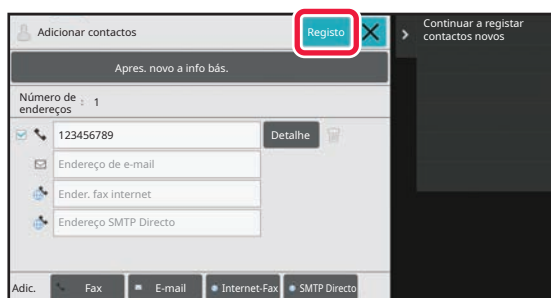 Adicionar contactos
Registo
Continuar a registar
contactos novos
Apres. novo a info bás.
Número de
endereços : 1
123456789
Detalhe
Endereço de e-mail
Ender. fax internet
Endereço SMTP Directo
Adic.
Fax
E-mail
Internet-Fax
SMTP Directo